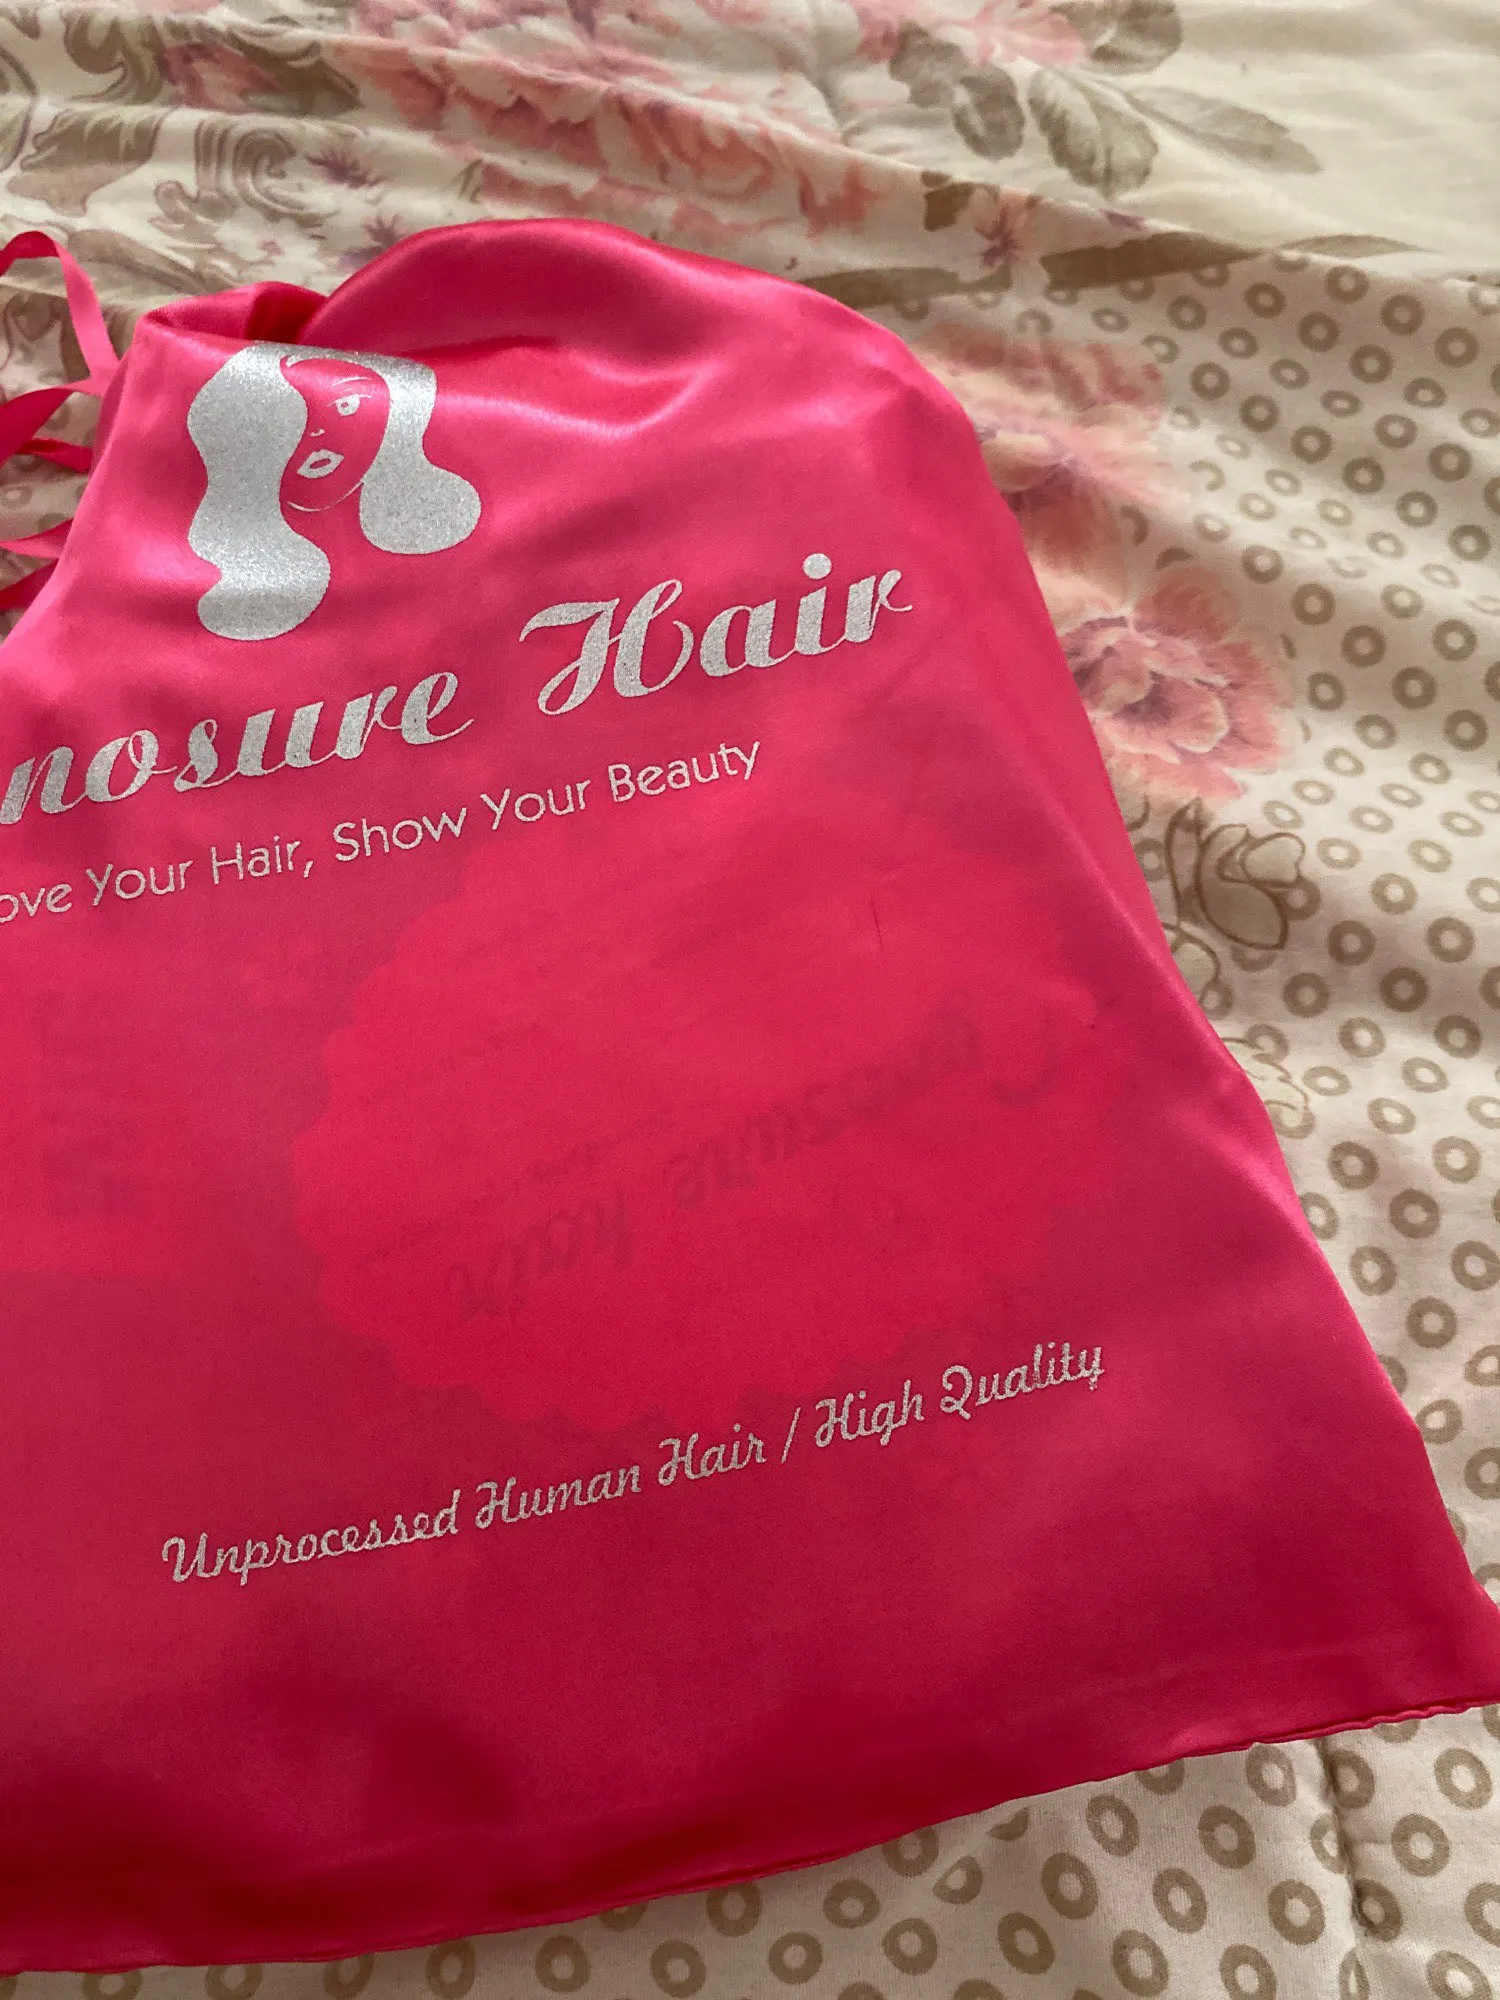 nosure Hair
ove Your Hair, Show Your Beauty
Unprocessed Human Hair / High Quality